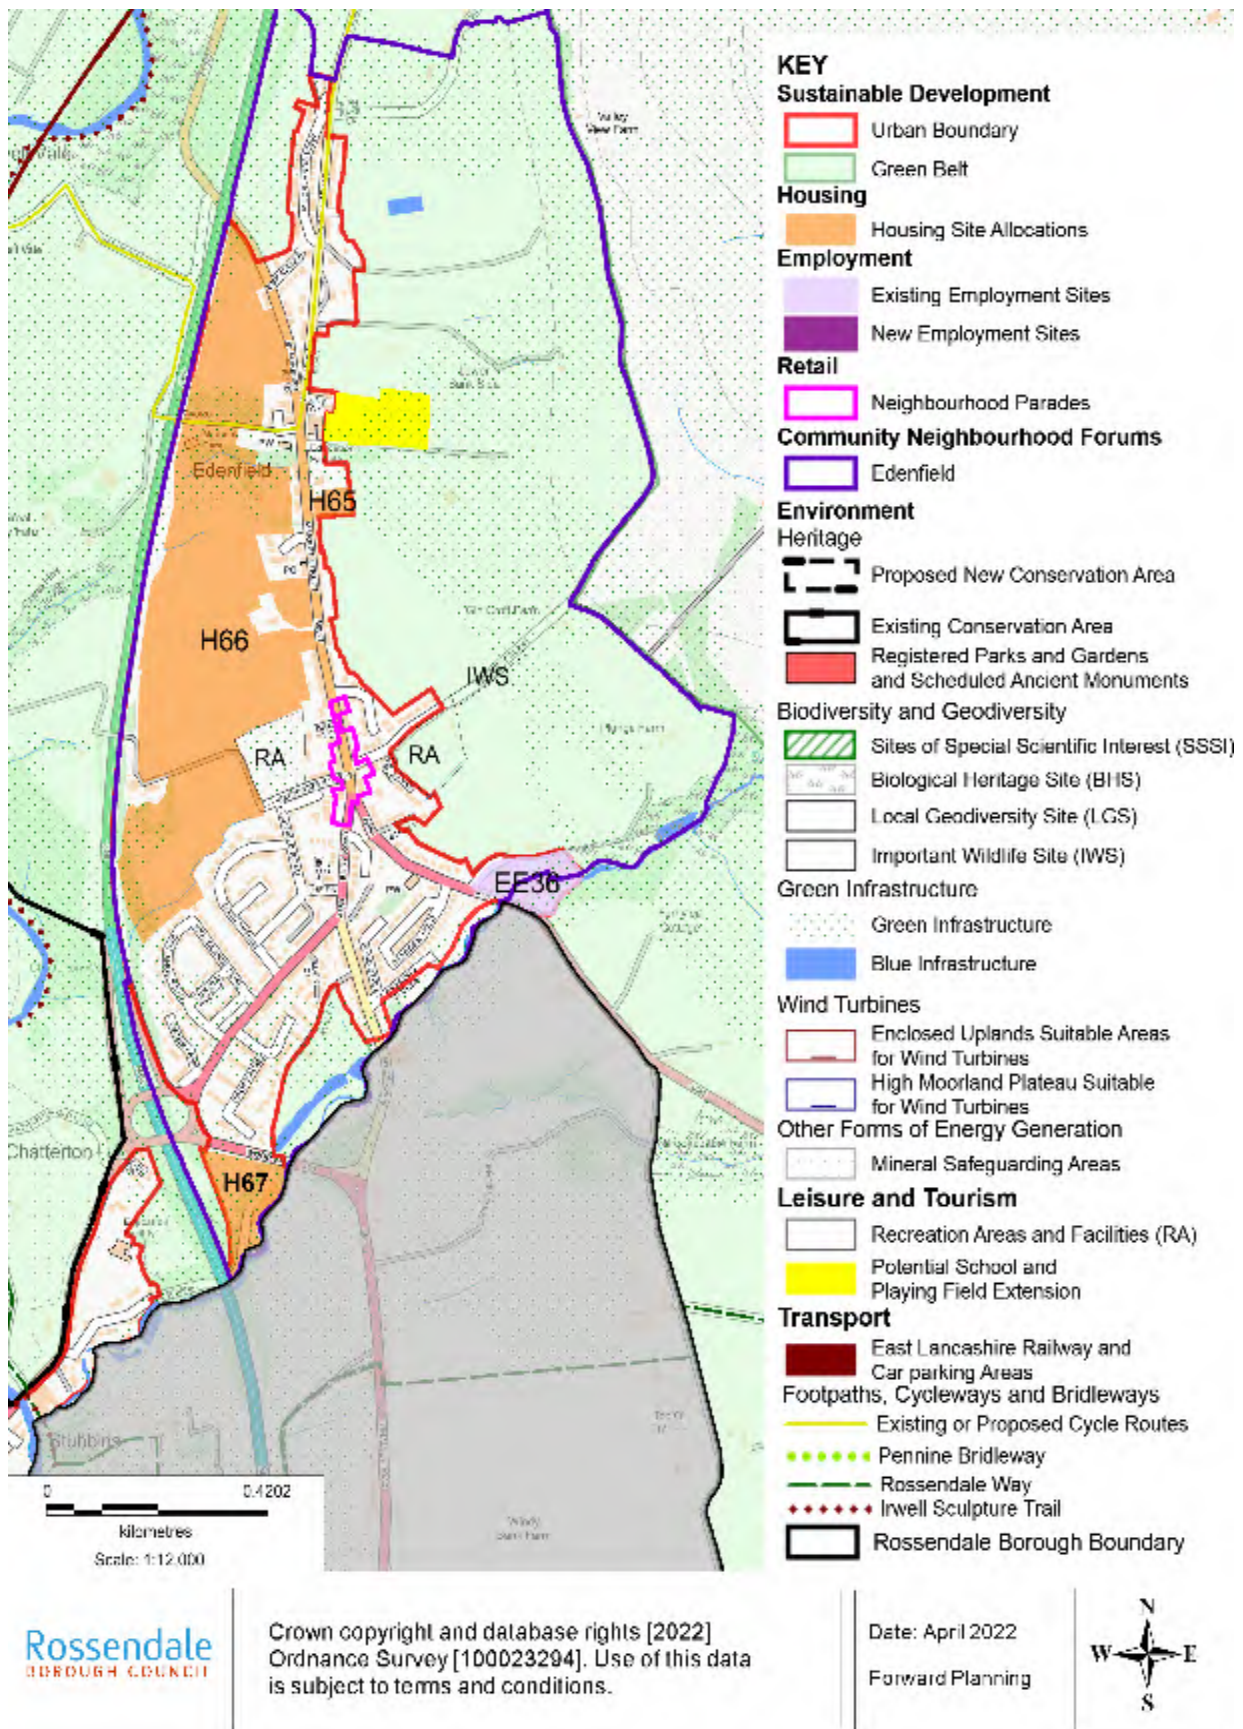 Valley
View Farm
Edenfield
H65
PO
H66
IWS
RA
RA
EE36
Chatterton
H67
Stubbins
0
0.4202
kilometres
Scale: 1:12,000
KEY
Sustainable Development
Urban Boundary
Green Belt
Housing
Housing Site Allocations
Employment
Existing Employment Sites
New Employment Sites
Retail
Neighbourhood Parades
Community Neighbourhood Forums
Edenfield
Environment
Heritage
Proposed New Conservation Area
Existing Conservation Area
Registered Parks and Gardens
and Scheduled Ancient Monuments
Biodiversity and Geodiversity
Sites of Special Scientific Interest (SSSI)
Biological Heritage Site (BHS)
Local Geodiversity Site (LGS)
Important Wildlife Site (IWS)
Green Infrastructure
Green Infrastructure
Blue Infrastructure
Wind Turbines
Enclosed Uplands Suitable Areas
for Wind Turbines
High Moorland Plateau Suitable
for Wind Turbines
Other Forms of Energy Generation
Mineral Safeguarding Areas
Leisure and Tourism
Recreation Areas and Facilities (RA)
Potential School and
Playing Field Extension
Transport
East Lancashire Railway and
Car parking Areas
Footpaths, Cycleways and Bridleways
Existing or Proposed Cycle Routes
Pennine Bridleway
Rossendale Way
Irwell Sculpture Trail
Rossendale Borough Boundary
Rossendale
BOROUGH COUNCIL
Crown copyright and database rights [2022]
Ordnance Survey [100023294]. Use of this data
is subject to terms and conditions.
Date: April 2022
Forward Planning
N
W E
S